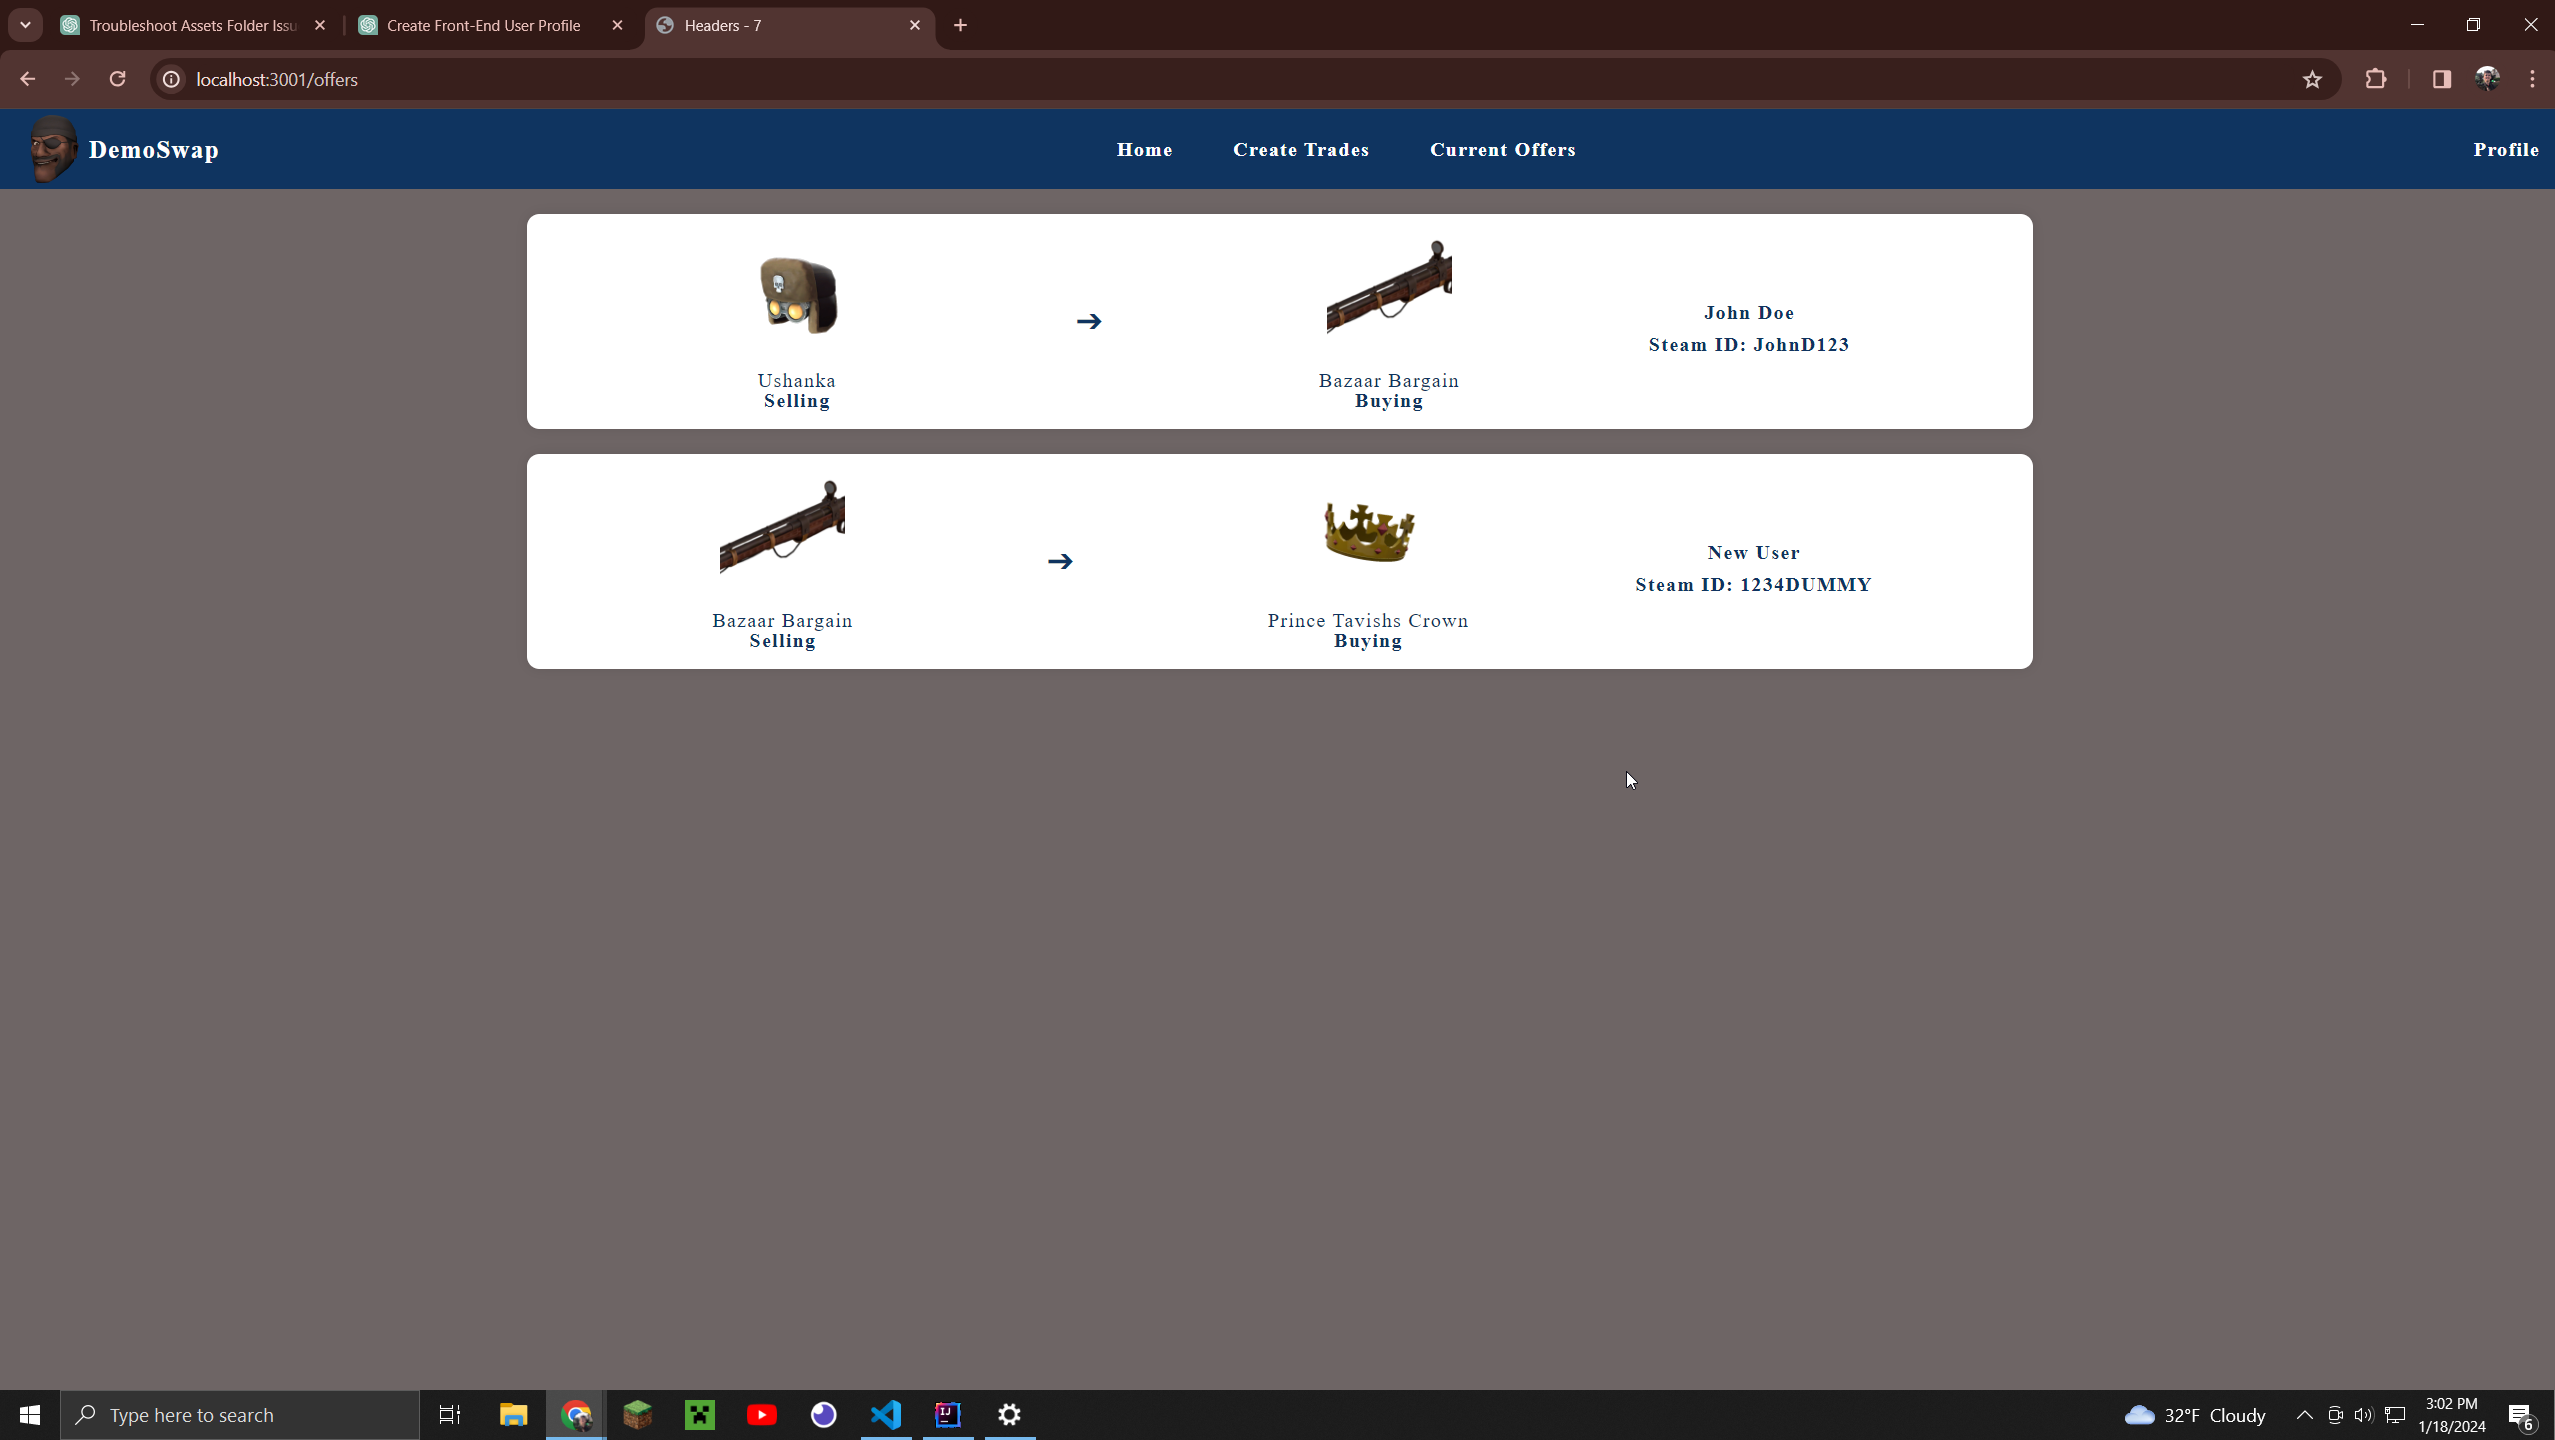 Troubleshoot Assets Folder Issu
Create Front-End User Profile
Headers - 7
localhost:3001/offers
DemoSwap
Home
Create Trades
Current Offers
Profile
Ushanka
Selling
➔
Bazaar Bargain
Buying
John Doe
Steam ID: JohnD123
Bazaar Bargain
Selling
➔
Prince Tavishs Crown
Buying
New User
Steam ID: 1234DUMMY
Type here to search
IJ
32°F Cloudy
3:02 PM
1/18/2024
6